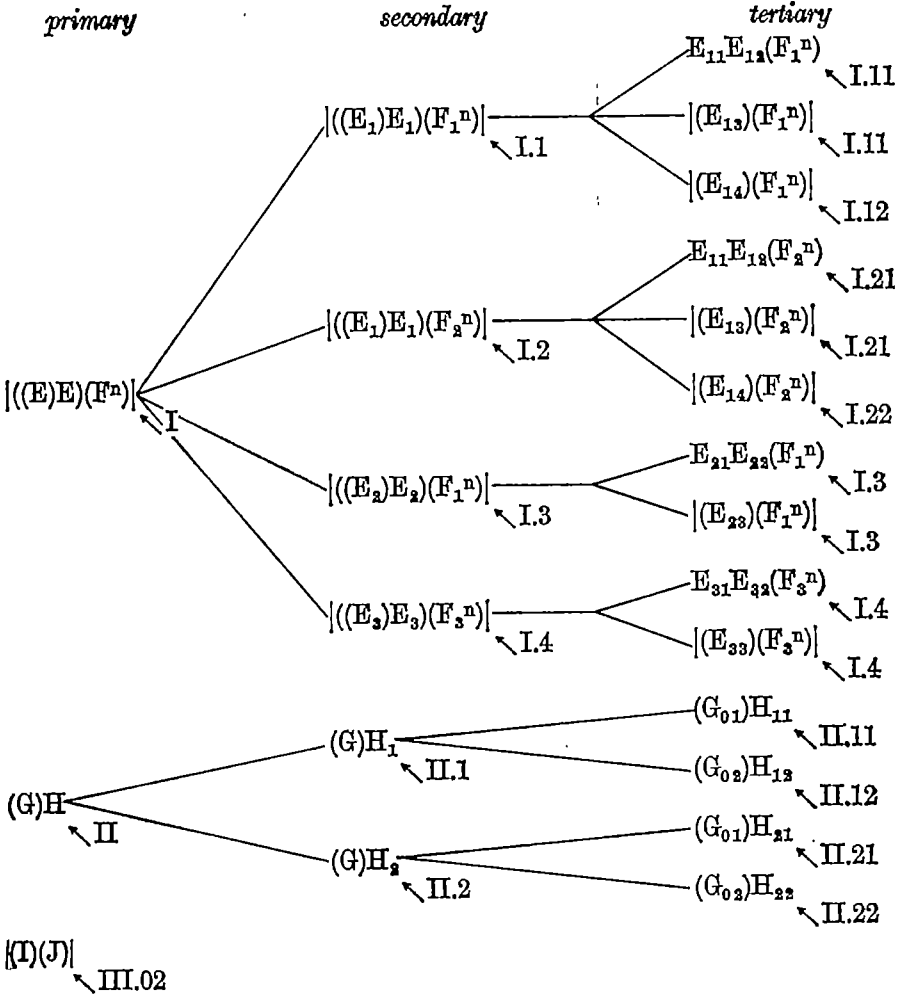 primary secondary tertiary
E₁₁E₁₂(F₁ⁿ)
↖I.11
|((E₁)E₁)(F₁ⁿ)|
↖I.1
|(E₁₃)(F₁ⁿ)|
↖I.11
|(E₁₄)(F₁ⁿ)|
↖I.12
E₁₁E₁₂(F₂ⁿ)
↖I.21
|((E₁)E₁)(F₂ⁿ)|
↖I.2
|(E₁₃)(F₂ⁿ)|
↖I.21
|(E₁₄)(F₂ⁿ)|
↖I.22
|((E)E)(Fⁿ)|
↖I
E₂₁E₂₂(F₁ⁿ)
↖I.3
|((E₂)E₂)(F₁ⁿ)|
↖I.3
|(E₂₃)(F₁ⁿ)|
↖I.3
E₃₁E₃₂(F₃ⁿ)
↖I.4
|((E₃)E₃)(F₃ⁿ)|
↖I.4
|(E₃₃)(F₃ⁿ)|
↖I.4
(G₀₁)H₁₁
↖II.11
(G)H₁
↖II.1
(G₀₂)H₁₂
↖II.12
(G)H
↖II
(G₀₁)H₂₁
↖II.21
(G)H₂
↖II.2
(G₀₂)H₂₂
↖II.22
|(I)(J)|
↖III.02